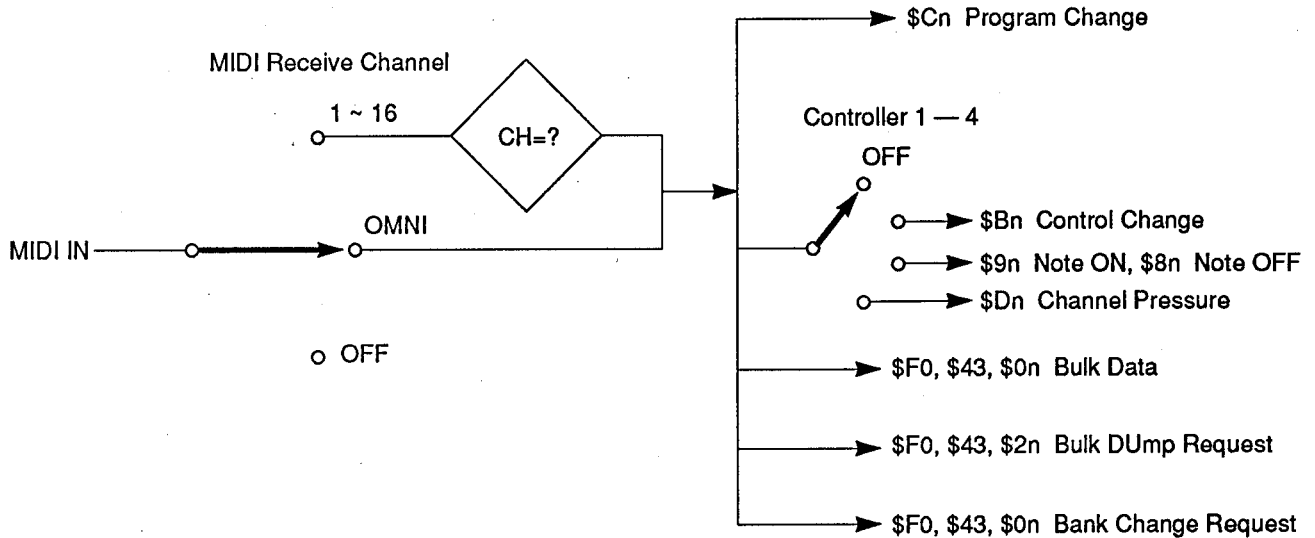 $Cn Program Change
MIDI Receive Channel
1 ~ 16
CH=?
Controller 1 — 4
OFF
OMNI
$Bn Control Change
MIDI IN
$9n Note ON, $8n Note OFF
$Dn Channel Pressure
OFF
$F0, $43, $0n Bulk Data
$F0, $43, $2n Bulk DUmp Request
$F0, $43, $0n Bank Change Request